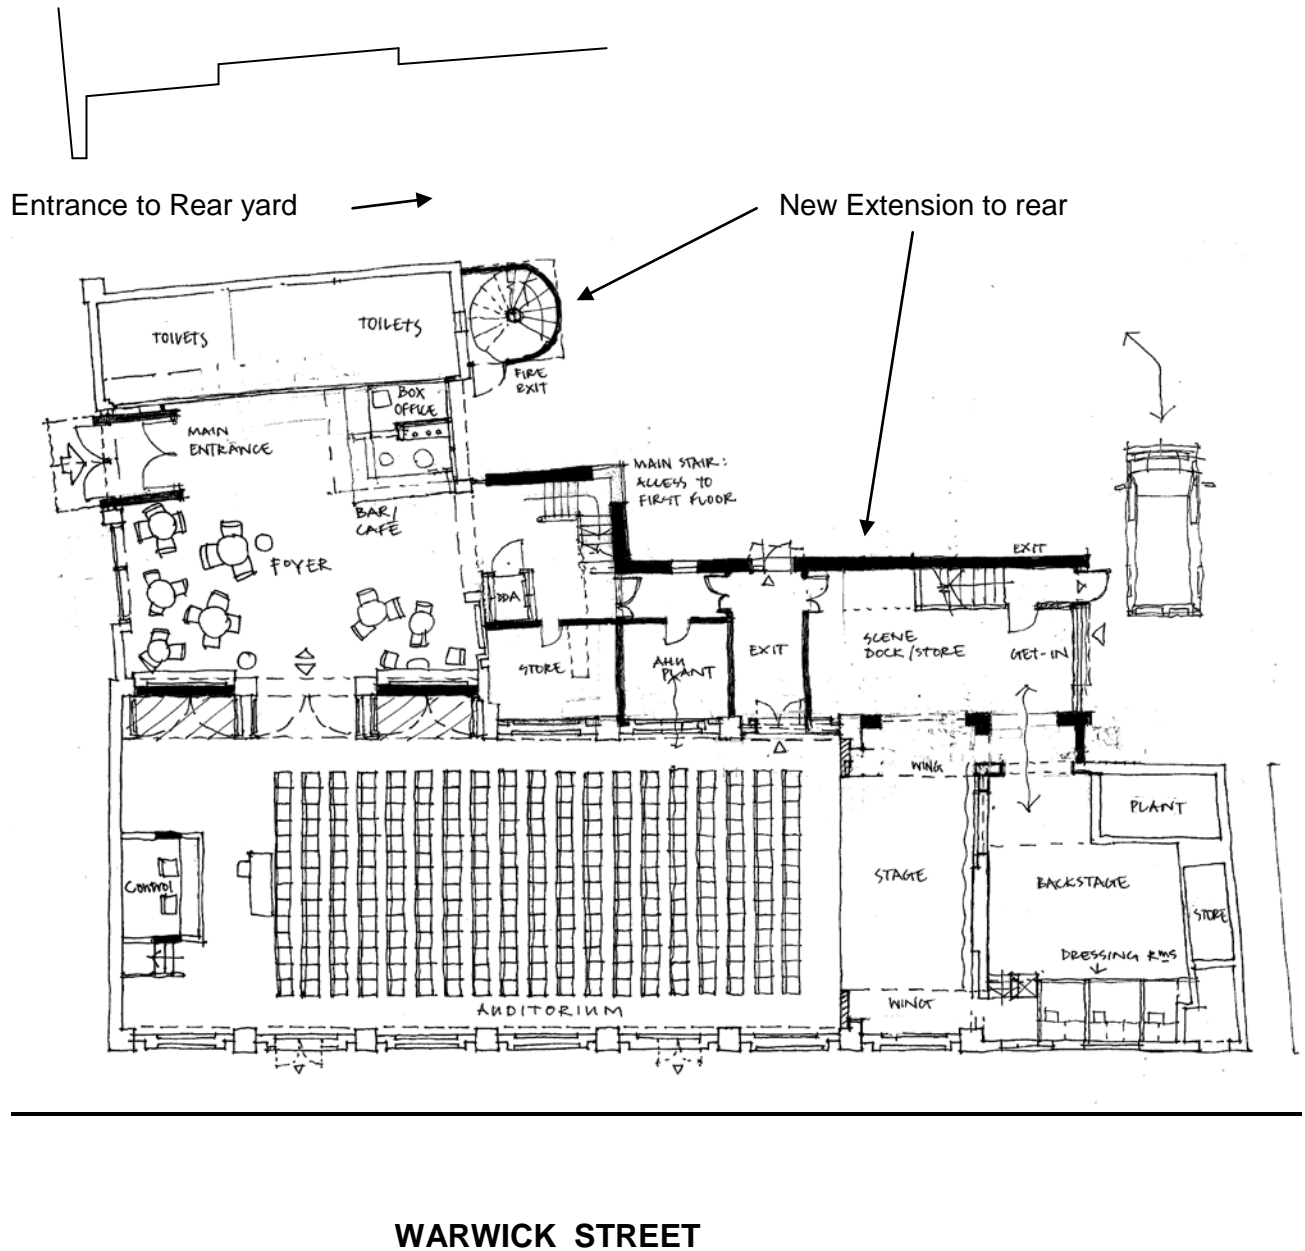 Entrance to Rear yard
New Extension to rear
TOILETS
TOILETS
FIRE
EXIT
BOX
OFFICE
MAIN
ENTRANCE
MAIN STAIR:
ACCESS TO
FIRST FLOOR
BAR/
CAFÉ
FOYER
EXIT
DDA
SCENE
DOCK/STORE
GET-IN
STORE
AHU
PLANT
EXIT
WING
PLANT
STAGE
BACKSTAGE
Control
STORE
DRESSING RMS
WING
AUDITORIUM
WARWICK STREET